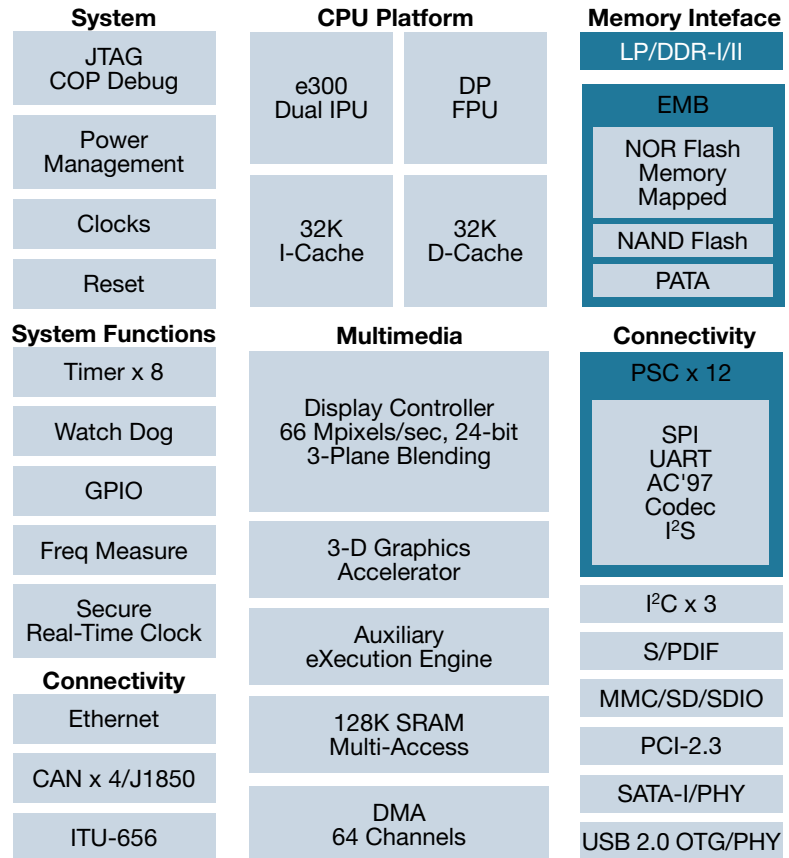 System
JTAG
COP Debug
Power
Management
Clocks
Reset
System Functions
Timer x 8
Watch Dog
GPIO
Freq Measure
Secure
Real-Time Clock
Connectivity
Ethernet
CAN x 4/J1850
ITU-656
CPU Platform
e300
Dual IPU
DP
FPU
32K
I-Cache
32K
D-Cache
Multimedia
Display Controller
66 Mpixels/sec, 24-bit
3-Plane Blending
3-D Graphics
Accelerator
Auxiliary
eXecution Engine
128K SRAM
Multi-Access
DMA
64 Channels
Memory Inteface
LP/DDR-I/II
EMB
NOR Flash
Memory
Mapped
NAND Flash
PATA
Connectivity
PSC x 12
SPI
UART
AC'97
Codec
I²S
I²C x 3
S/PDIF
MMC/SD/SDIO
PCI-2.3
SATA-I/PHY
USB 2.0 OTG/PHY